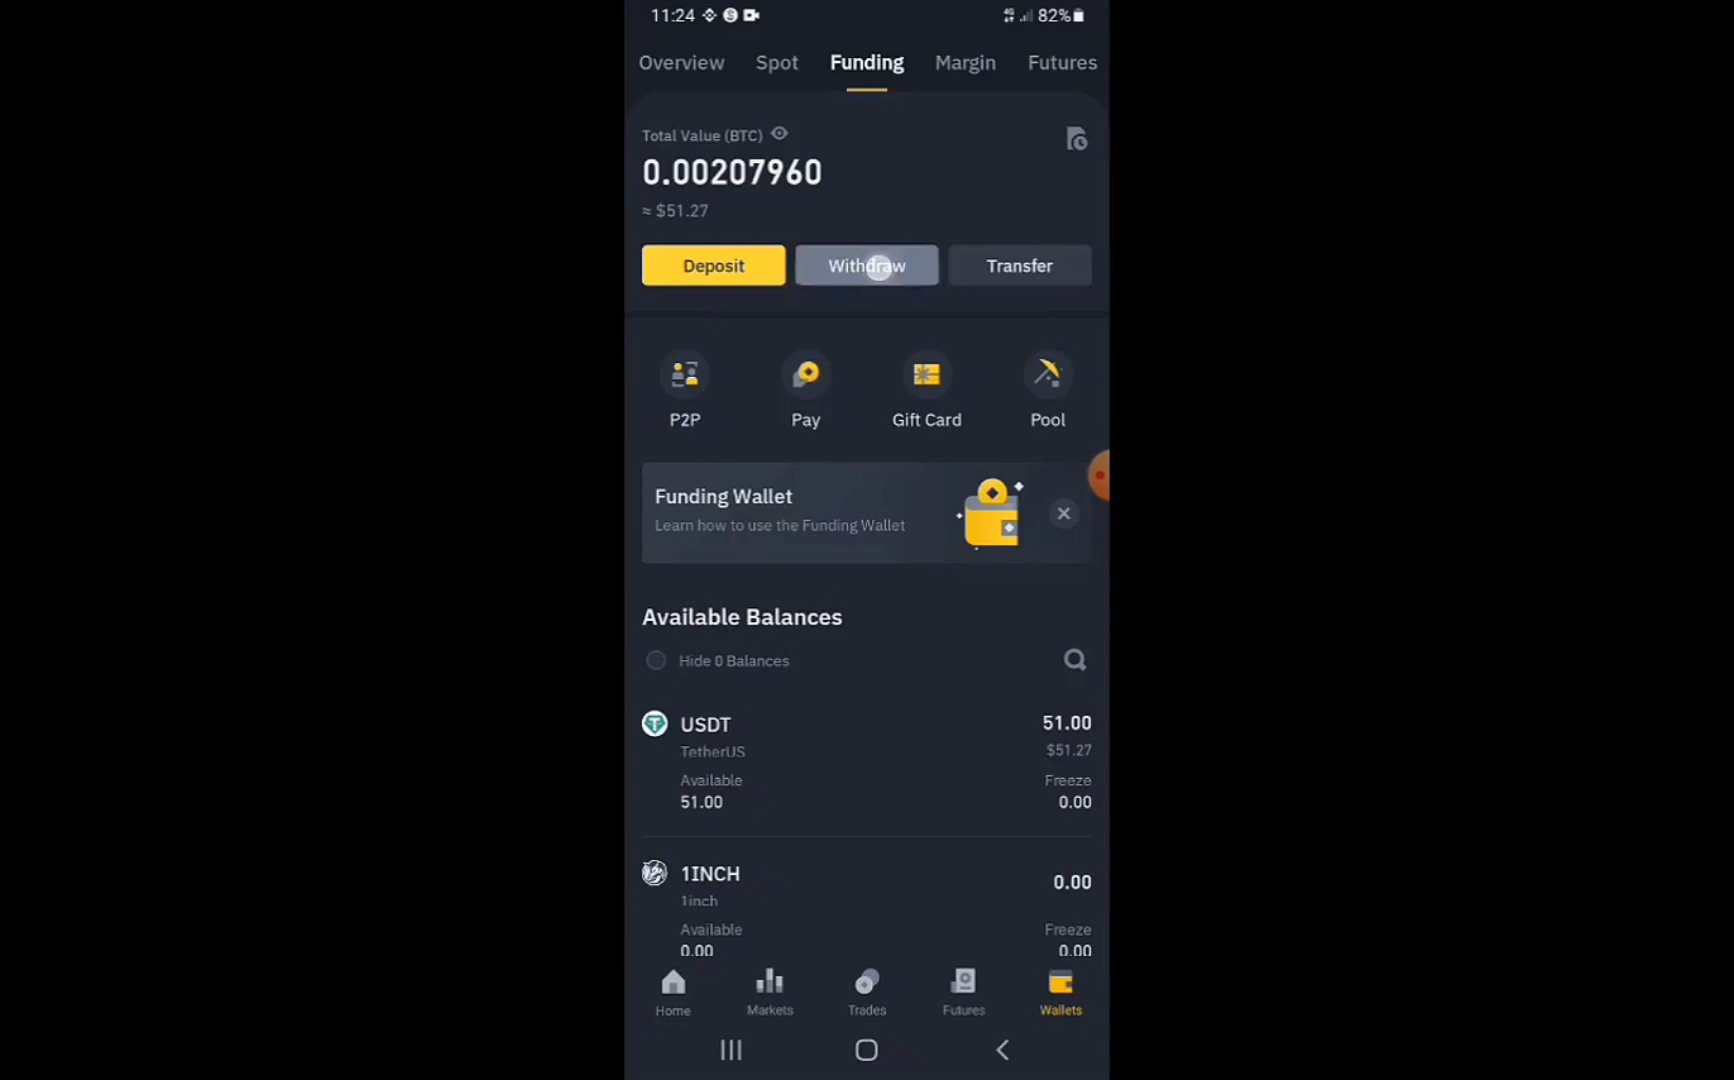 11:24 82%
Overview Spot Funding Margin Futures
Total Value (BTC)
0.00207960
≈ $51.27
Deposit Withdraw Transfer
P2P Pay Gift Card Pool
Funding Wallet
Learn how to use the Funding Wallet
Available Balances
Hide 0 Balances
USDT 51.00
TetherUS $51.27
Available Freeze
51.00 0.00
1INCH 0.00
1inch
Available Freeze
0.00 0.00
Home Markets Trades Futures Wallets